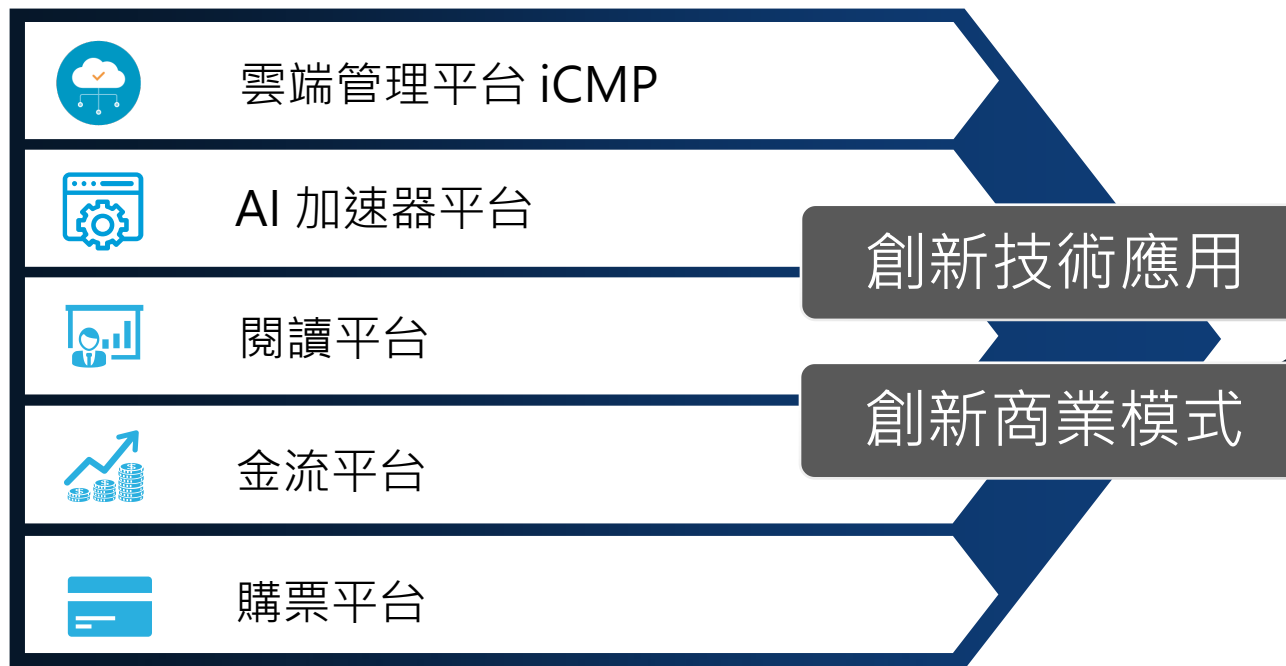 雲端管理平台 iCMP
AI 加速器平台
閱讀平台
金流平台
購票平台
創新技術應用
創新商業模式